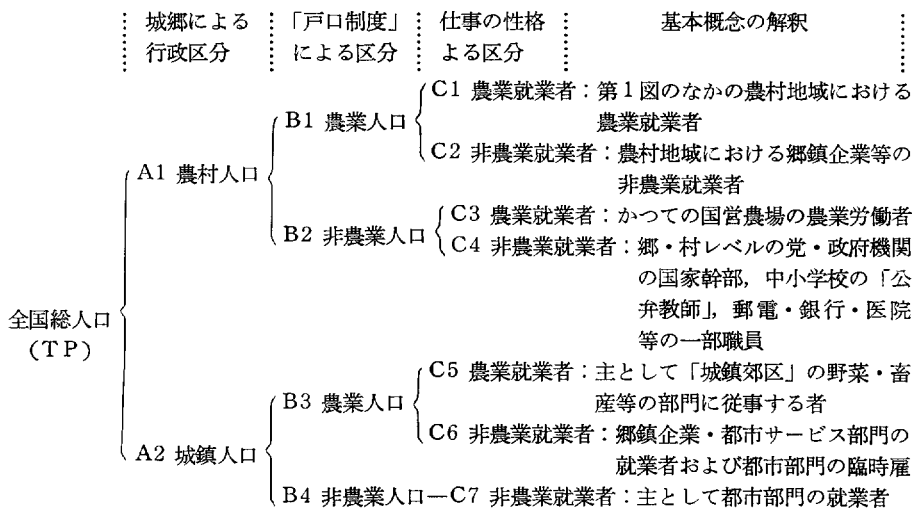 城郷による 「戸口制度」 仕事の性格 基本概念の解釈
行政区分 による区分 よる区分
C1 農業就業者：第1図のなかの農村地域における
農業就業者
B1 農業人口
C2 非農業就業者：農村地域における郷鎮企業等の
非農業就業者
A1 農村人口
C3 農業就業者：かつての国営農場の農業労働者
B2 非農業人口
C4 非農業就業者：郷・村レベルの党・政府機関
の国家幹部，中小学校の「公
弁教師」，郵電・銀行・医院
等の一部職員
全国総人口
（TP）
C5 農業就業者：主として「城鎮郊区」の野菜・畜
産等の部門に従事する者
B3 農業人口
C6 非農業就業者：郷鎮企業・都市サービス部門の
就業者および都市部門の臨時雇
A2 城鎮人口
B4 非農業人口―C7 非農業就業者：主として都市部門の就業者